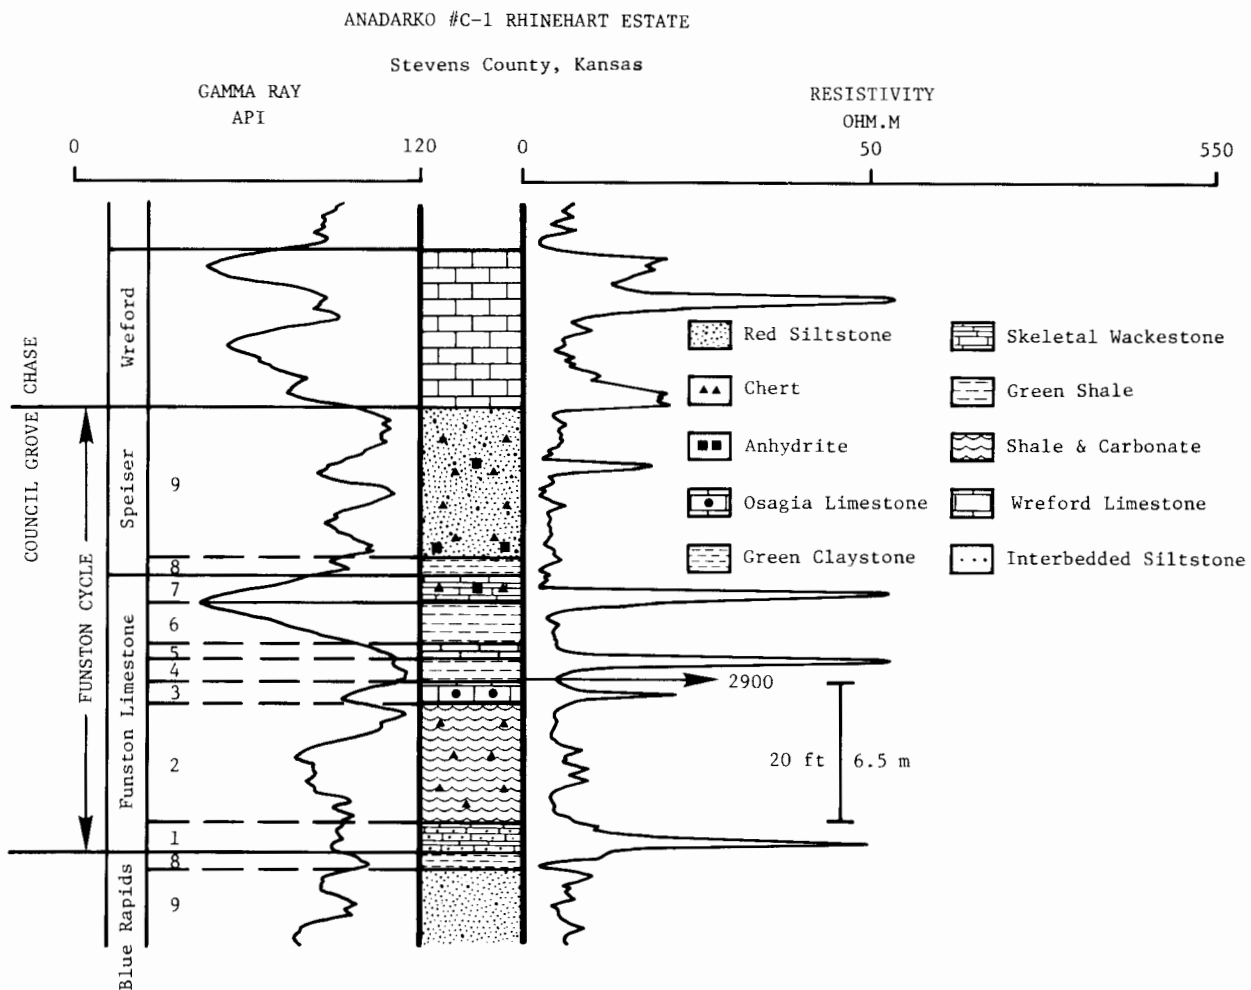 ANADARKO #C-1 RHINEHART ESTATE
Stevens County, Kansas
GAMMA RAY
API
RESISTIVITY
OHM.M
0
120
0
50
550
CHASE
COUNCIL GROVE
FUNSTON CYCLE
Wreford
Speiser
Funston Limestone
Blue Rapids
9
8
7
6
5
4
3
2
1
8
9
Red Siltstone
Chert
Anhydrite
Osagia Limestone
Green Claystone
Skeletal Wackestone
Green Shale
Shale & Carbonate
Wreford Limestone
Interbedded Siltstone
2900
20 ft
6.5 m